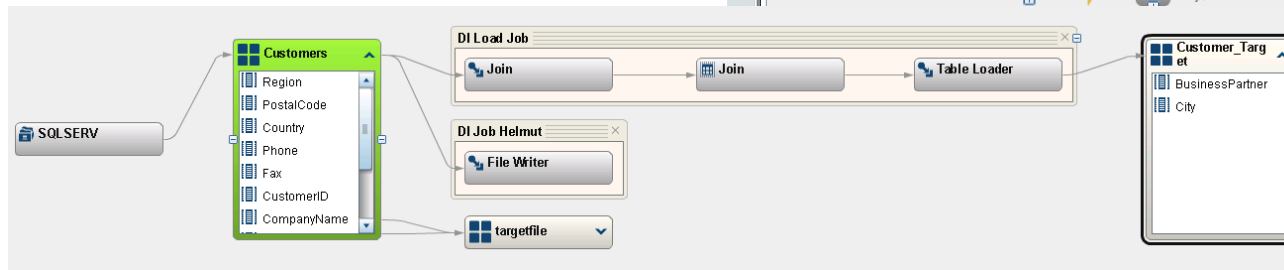 SQLSERV
Customers
Region
PostalCode
Country
Phone
Fax
CustomerID
CompanyName
DI Load Job
Join
Join
Table Loader
DI Job Helmut
File Writer
targetfile
Customer_Targ
et
BusinessPartner
City